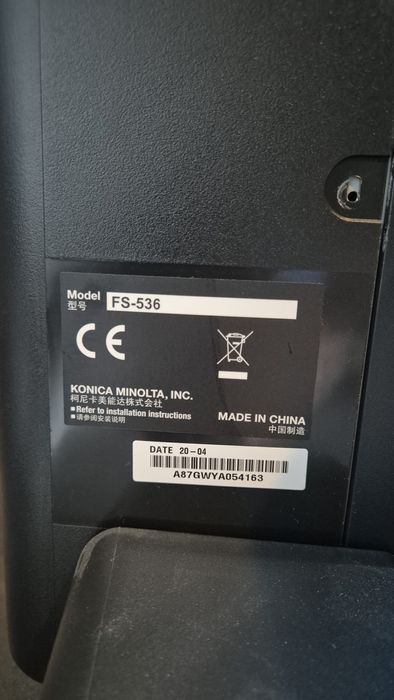 Model FS-536
型号
CE
KONICA MINOLTA, INC.
柯尼卡美能达株式会社
■Refer to installation instructions
■请参阅安装说明
MADE IN CHINA
中国制造
DATE 20-04
A87GWYA054163